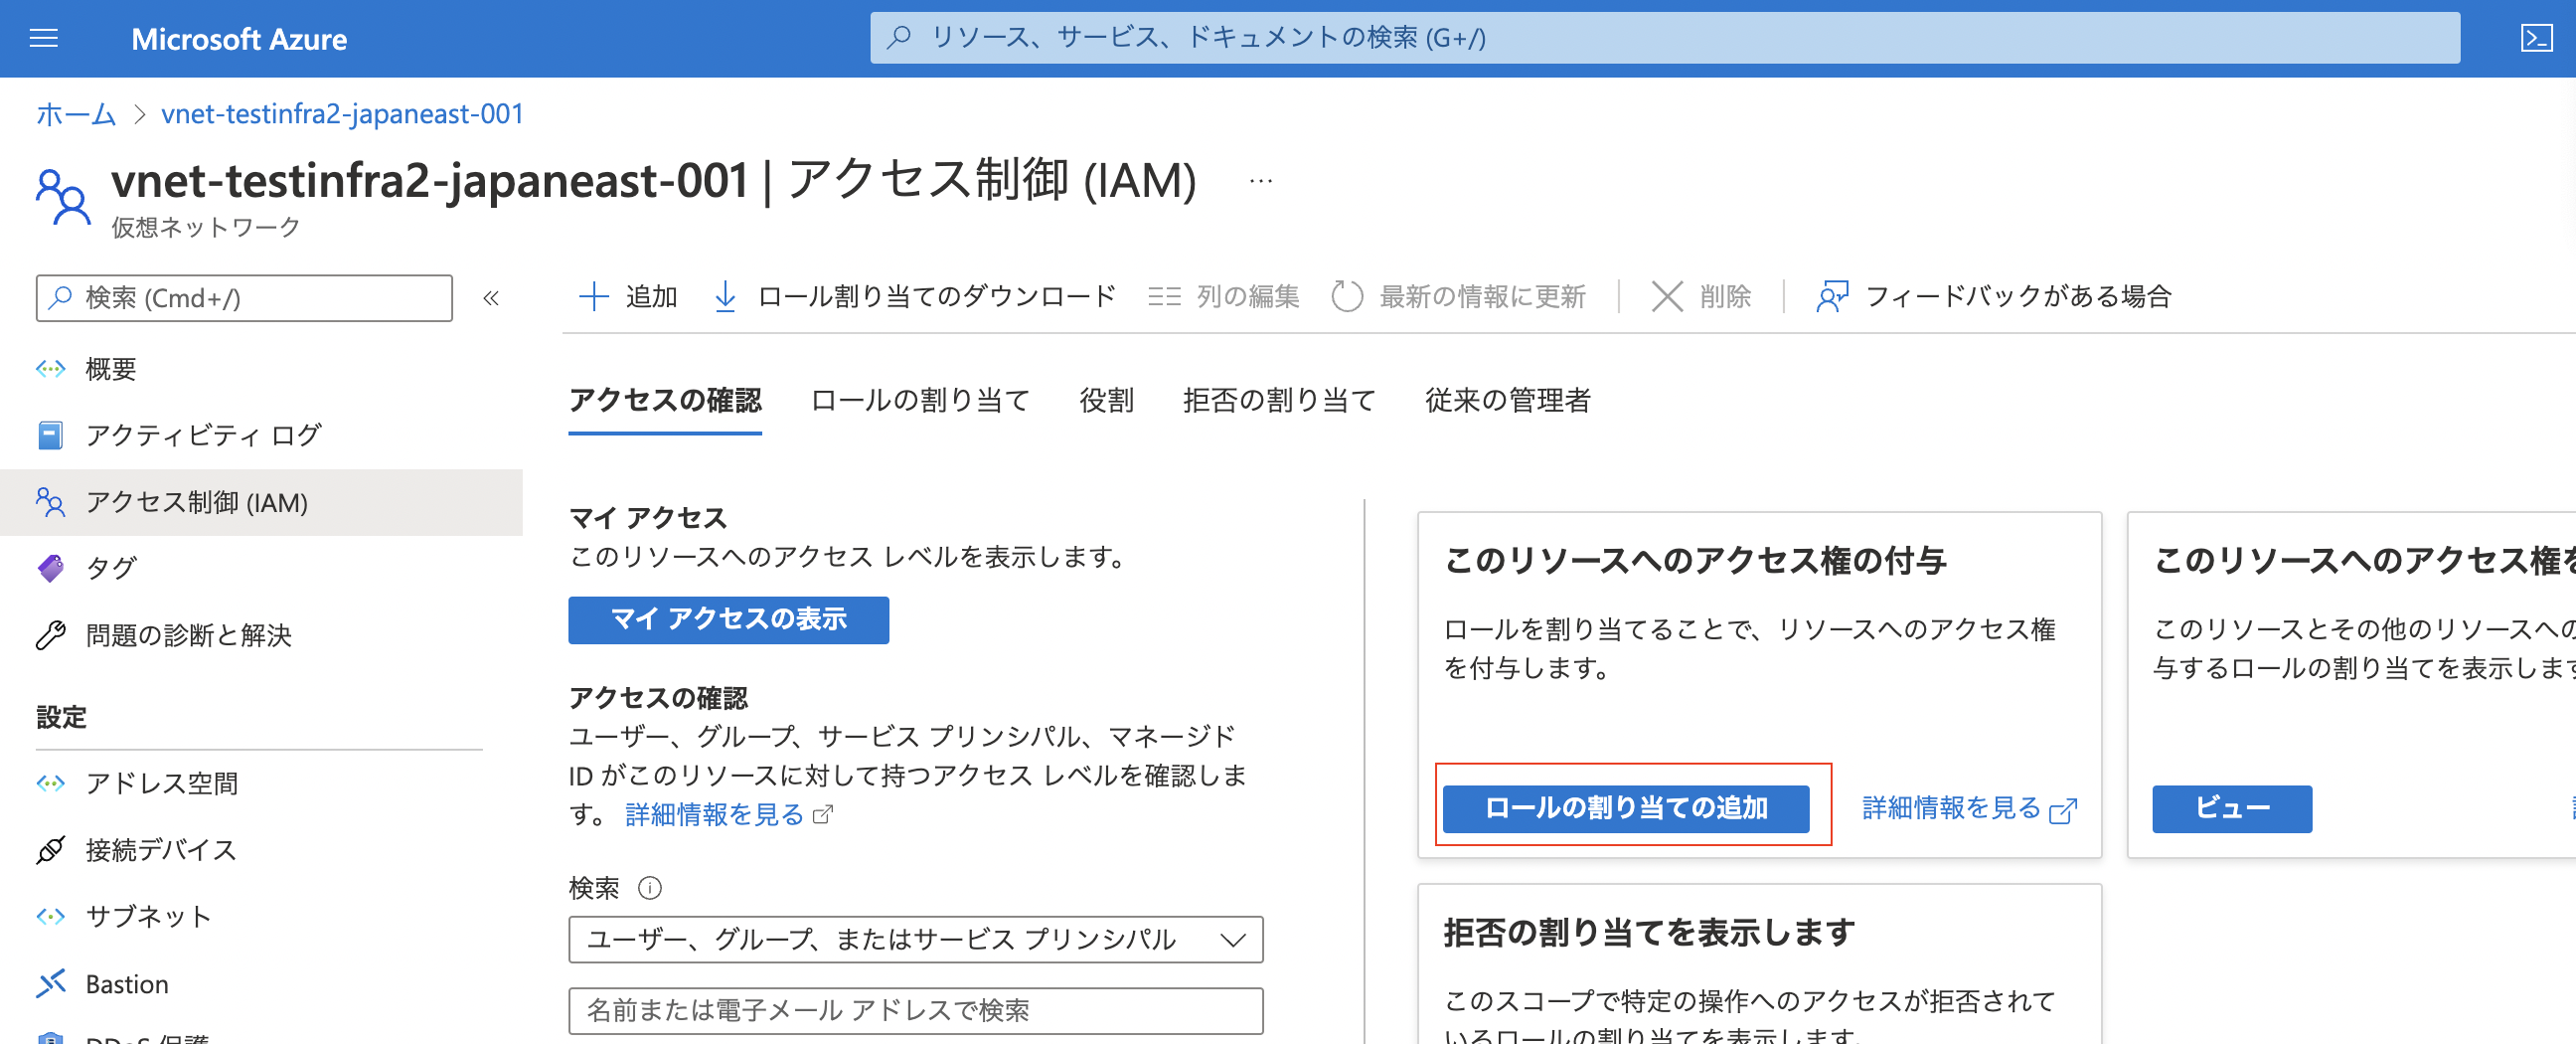 Microsoft Azure
リソース、サービス、ドキュメントの検索 (G+/)
ホーム > vnet-testinfra2-japaneast-001
vnet-testinfra2-japaneast-001 | アクセス制御 (IAM) ...
仮想ネットワーク
検索 (Cmd+/)
«
追加
ロール割り当てのダウンロード
列の編集
最新の情報に更新
削除
フィードバックがある場合
概要
アクティビティ ログ
アクセス制御 (IAM)
タグ
問題の診断と解決
設定
アドレス空間
接続デバイス
サブネット
Bastion
DDoS 保護
アクセスの確認
ロールの割り当て
役割
拒否の割り当て
従来の管理者
マイ アクセス
このリソースへのアクセス レベルを表示します。
マイ アクセスの表示
アクセスの確認
ユーザー、グループ、サービス プリンシパル、マネージド
ID がこのリソースに対して持つアクセス レベルを確認しま
す。 詳細情報を見る
検索
ユーザー、グループ、またはサービス プリンシパル
名前または電子メール アドレスで検索
このリソースへのアクセス権の付与
ロールを割り当てることで、リソースへのアクセス権
を付与します。
ロールの割り当ての追加
詳細情報を見る
このリソースへのアクセス権を
このリソースとその他のリソースへの
与するロールの割り当てを表示します
ビュー
拒否の割り当てを表示します
このスコープで特定の操作へのアクセスが拒否されて
いるロールの割り当てを表示します。